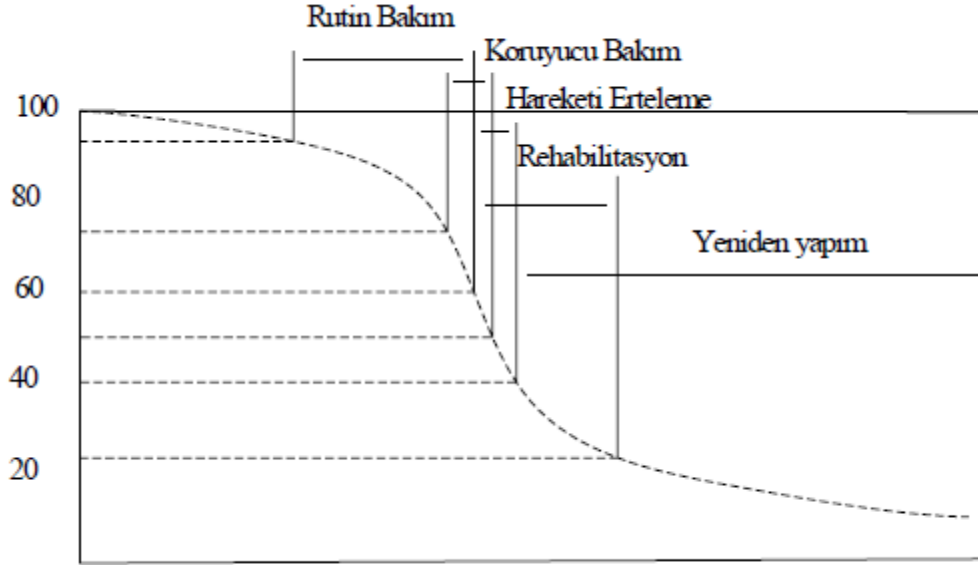 Rutin Bakım
Koruyucu Bakım
Hareketi Erteleme
Rehabilitasyon
Yeniden yapım
100
80
60
40
20